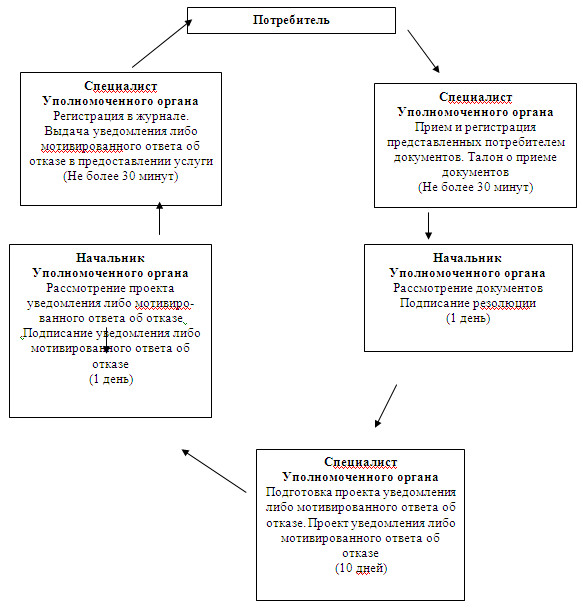 Потребитель
Специалист
Уполномоченного органа
Регистрация в журнале.
Выдача уведомления либо
мотивированного ответа об
отказе в предоставлении услуги
(Не более 30 минут)
Специалист
Уполномоченного органа
Прием и регистрация
представленных потребителем
документов. Талон о приеме
документов
(Не более 30 минут)
Начальник
Уполномоченного органа
Рассмотрение проекта
уведомления либо мотивиро-
ванного ответа об отказе.
Подписание уведомления либо
мотивированного ответа об
отказе
(1 день)
Начальник
Уполномоченного органа
Рассмотрение документов
Подписание резолюции
(1 день)
Специалист
Уполномоченного органа
Подготовка проекта уведомления
либо мотивированного ответа об
отказе. Проект уведомления либо
мотивированного ответа об
отказе
(10 дней)